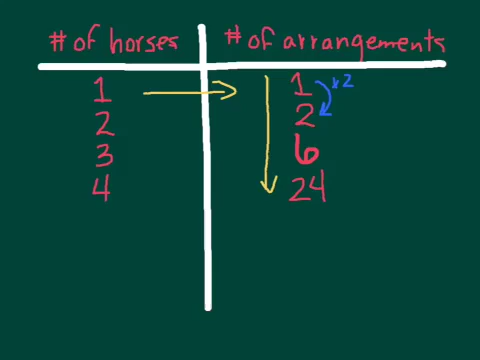 # of horses # of arrangements
1 1
x2
2 2
3 6
4 24